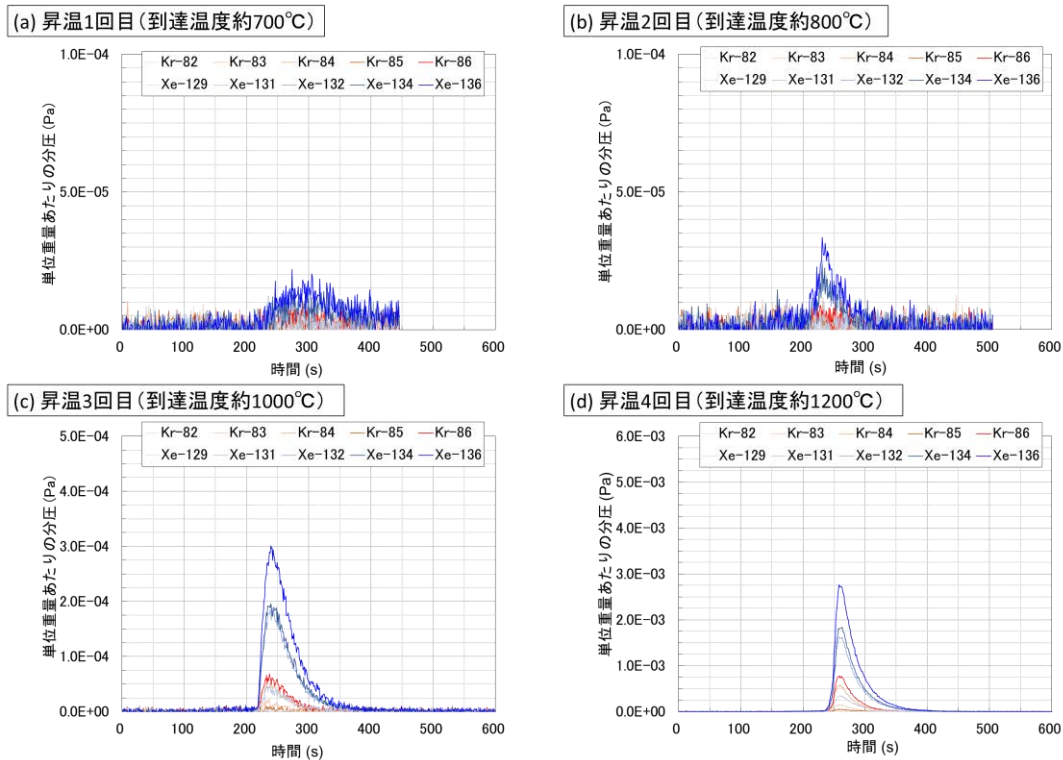 (a) 昇温1回目(到達温度約700℃)
1.0E-04
5.0E-05
0.0E+00
単位重量あたりの分圧(Pa)
Kr-82 Kr-83 Kr-84 Kr-85 Kr-86
Xe-129 Xe-131 Xe-132 Xe-134 Xe-136
0 100 200 300 400 500 600
時間 (s)
(b) 昇温2回目(到達温度約800℃)
1.0E-04
5.0E-05
0.0E+00
単位重量あたりの分圧 (Pa)
Kr-82 Kr-83 Kr-84 Kr-85 Kr-86
Xe-129 Xe-131 Xe-132 Xe-134 Xe-136
0 100 200 300 400 500 600
時間 (s)
(c) 昇温3回目(到達温度約1000℃)
5.0E-04
4.0E-04
3.0E-04
2.0E-04
1.0E-04
0.0E+00
単位重量あたりの分圧(Pa)
Kr-82 Kr-83 Kr-84 Kr-85 Kr-86
Xe-129 Xe-131 Xe-132 Xe-134 Xe-136
0 100 200 300 400 500 600
時間 (s)
(d) 昇温4回目(到達温度約1200℃)
6.0E-03
5.0E-03
4.0E-03
3.0E-03
2.0E-03
1.0E-03
0.0E+00
単位重量あたりの分圧 (Pa)
Kr-82 Kr-83 Kr-84 Kr-85 Kr-86
Xe-129 Xe-131 Xe-132 Xe-134 Xe-136
0 100 200 300 400 500 600
時間 (s)